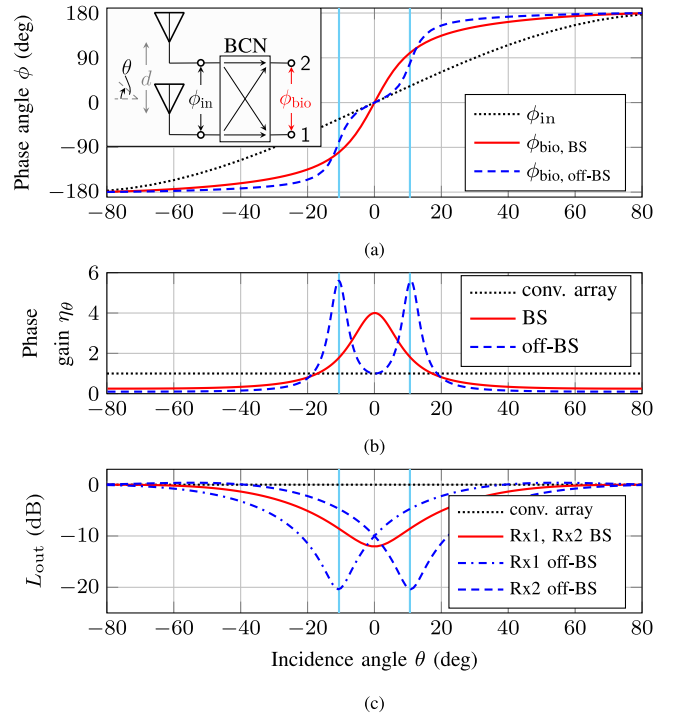 180
90
0
−90
−180
Phase angle ϕ (deg)
BCN
θ
d
ϕin
ϕbio
2
1
ϕin
ϕbio, BS
ϕbio, off-BS
−80 −60 −40 −20 0 20 40 60 80
(a)
6
4
2
0
Phase
gain ηθ
conv. array
BS
off-BS
−80 −60 −40 −20 0 20 40 60 80
(b)
0
−10
−20
Lout (dB)
conv. array
Rx1, Rx2 BS
Rx1 off-BS
Rx2 off-BS
−80 −60 −40 −20 0 20 40 60 80
Incidence angle θ (deg)
(c)